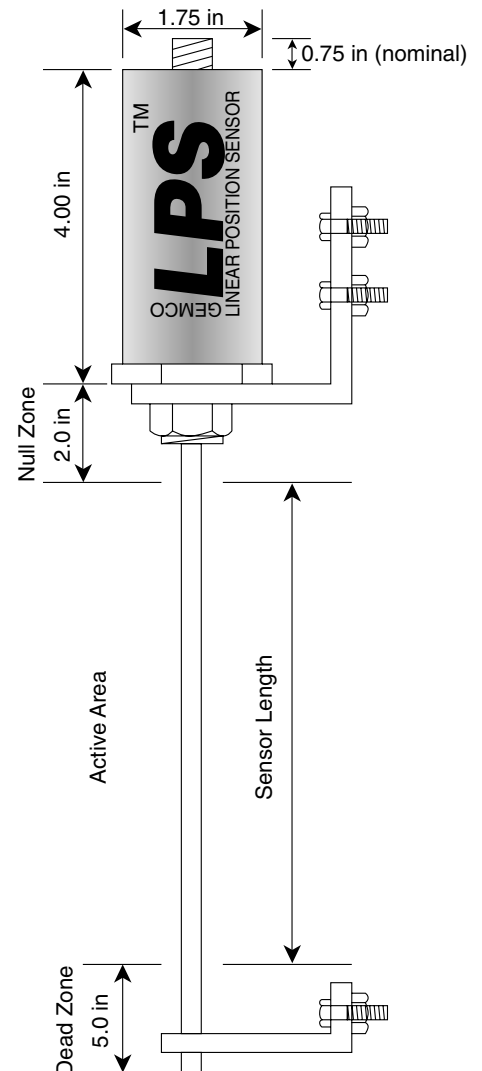 1.75 in
0.75 in (nominal)
4.00 in
TM
LPS
LINEAR POSITION SENSOR
GEMCO
Null Zone
2.0 in
Active Area
Sensor Length
Dead Zone
5.0 in